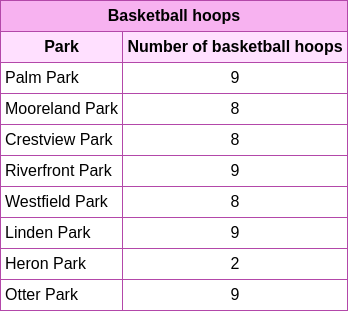 Basketball hoops
Park Number of basketball hoops
Palm Park 9
Mooreland Park 8
Crestview Park 8
Riverfront Park 9
Westfield Park 8
Linden Park 9
Heron Park 2
Otter Park 9